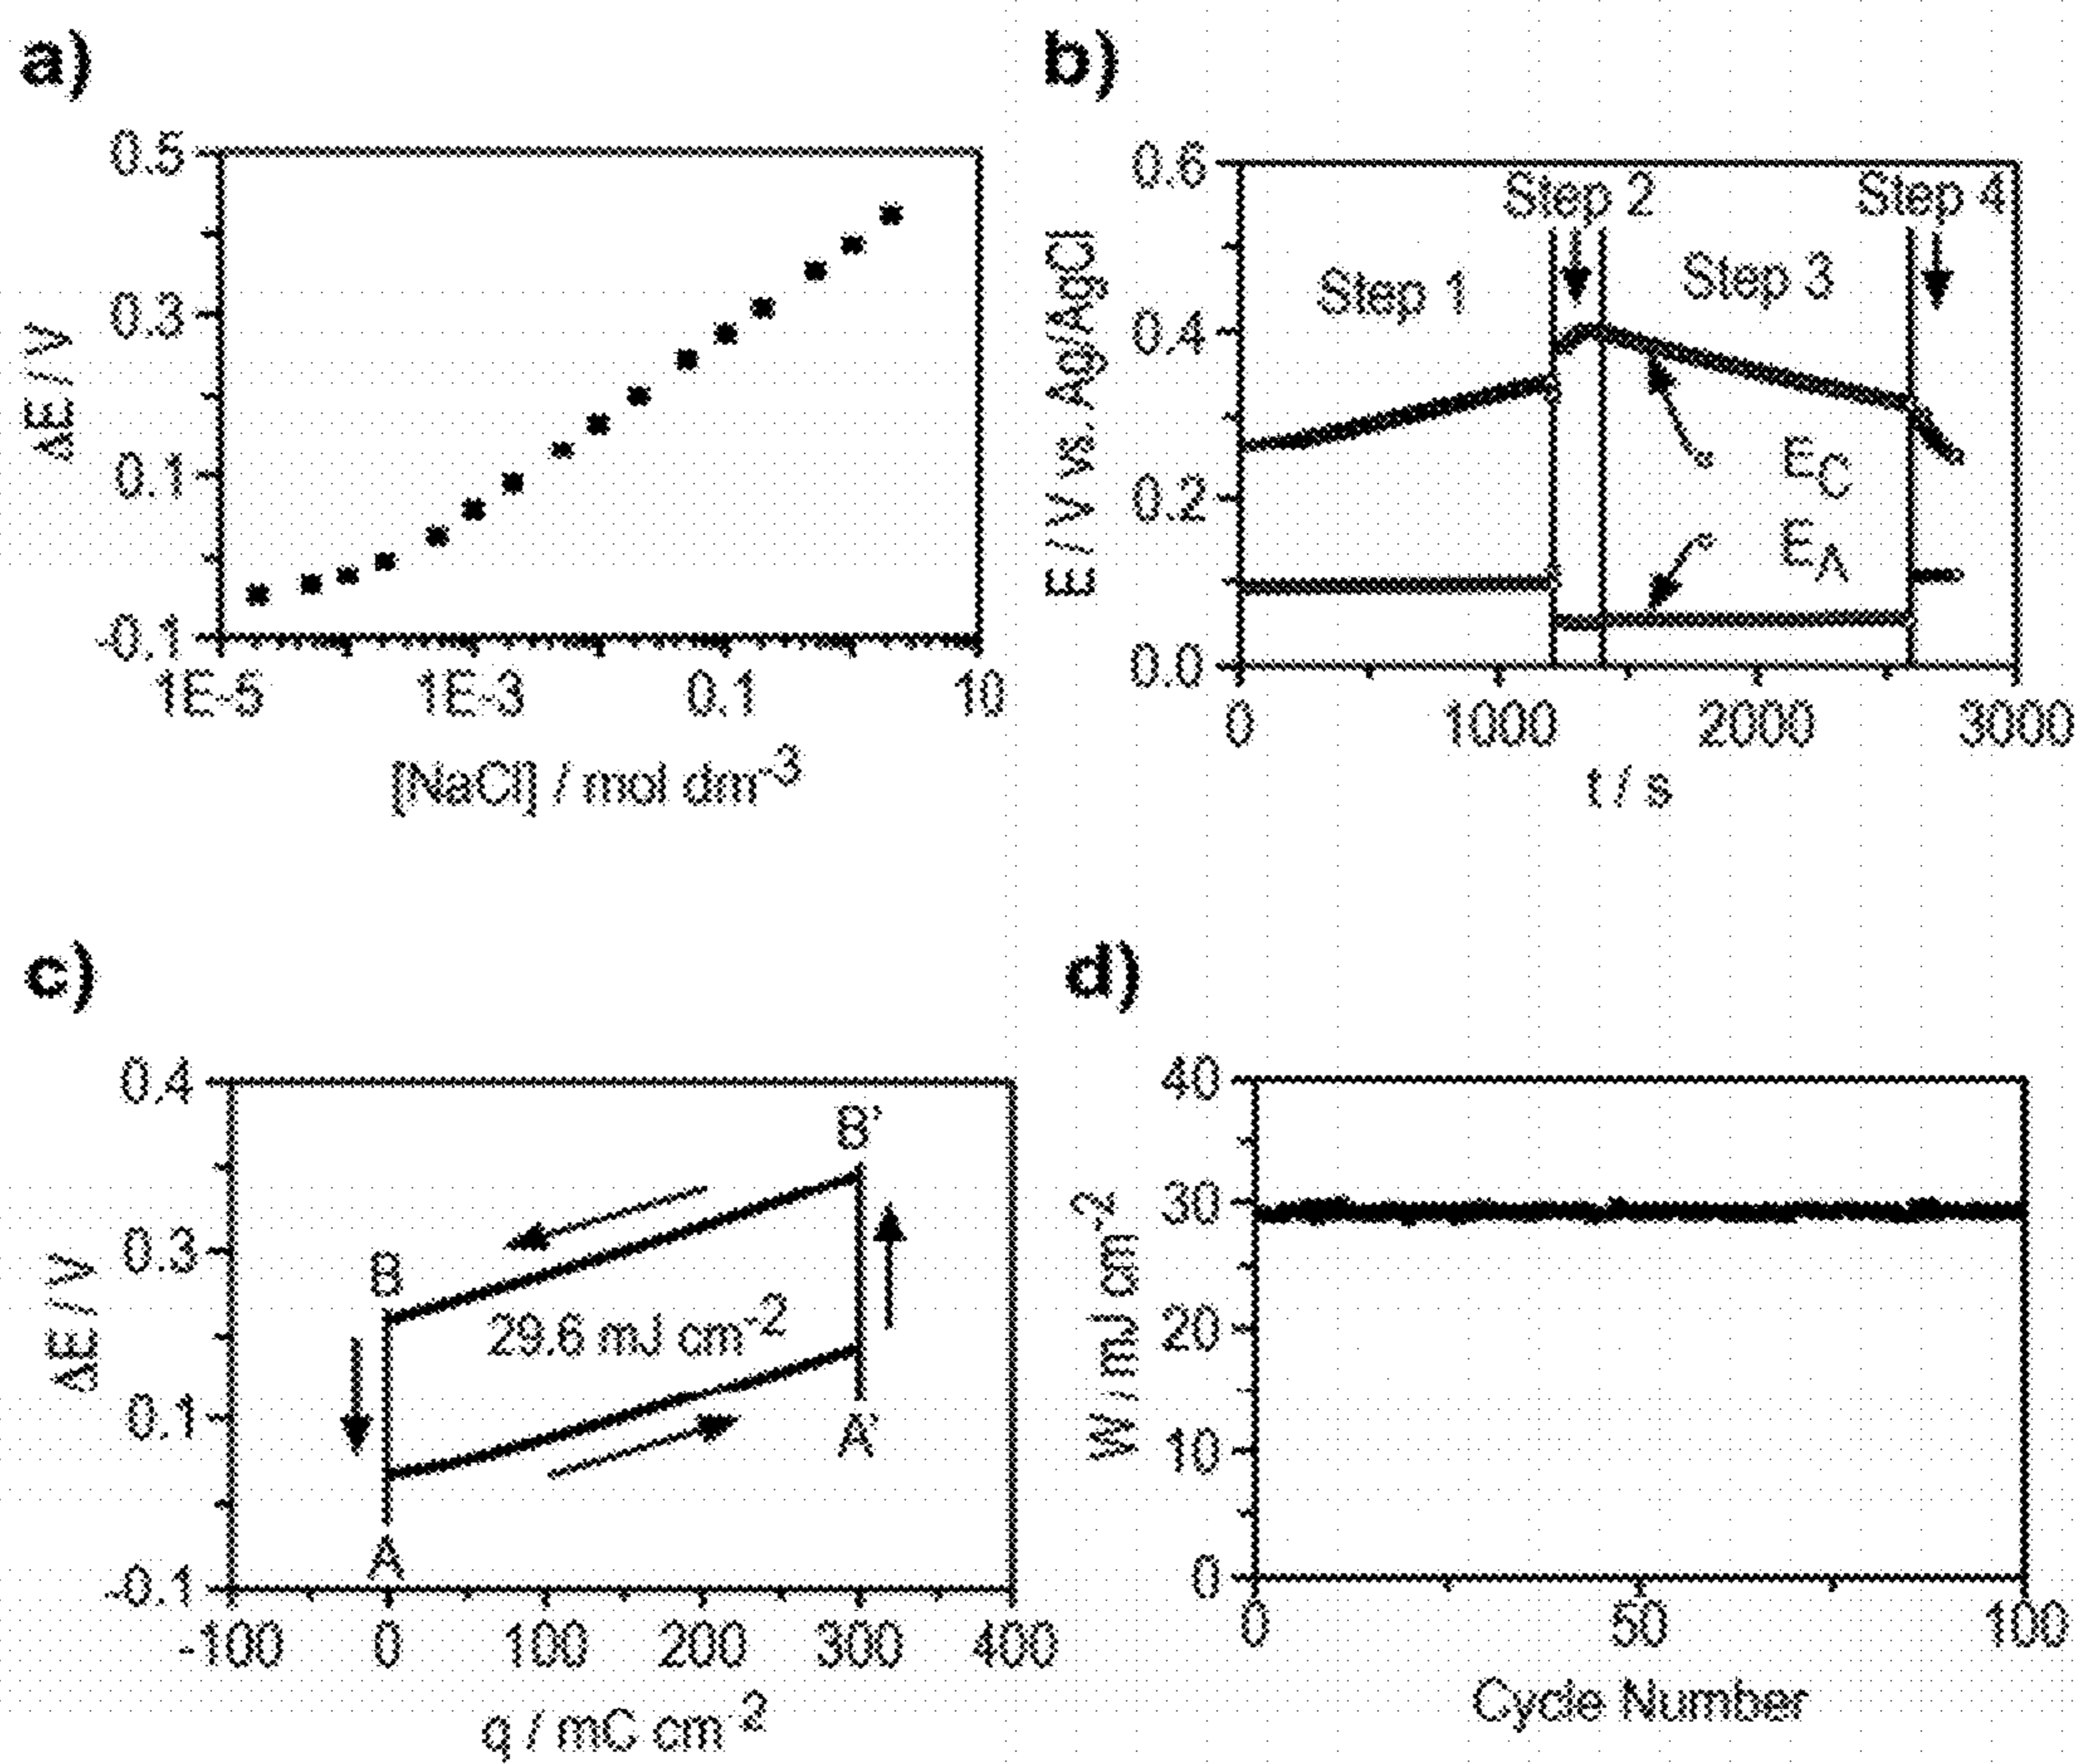 a)
0.5
0.3
0.1
-0.1
ΔE / V
1E-5 1E-3 0.1 10
[NaCl] / mol dm-3
b)
0.6
0.4
0.2
0.0
E / V vs. Ag/AgCl
Step 1
Step 2
Step 3
Step 4
EC
EA
0 1000 2000 3000
t / s
c)
0.4
0.3
0.1
-0.1
ΔE / V
B'
B
29.6 mJ cm-2
A'
A
-100 0 100 200 300 400
q / mC cm-2
d)
40
30
20
10
0
W / mJ cm-2
0 50 100
Cycle Number